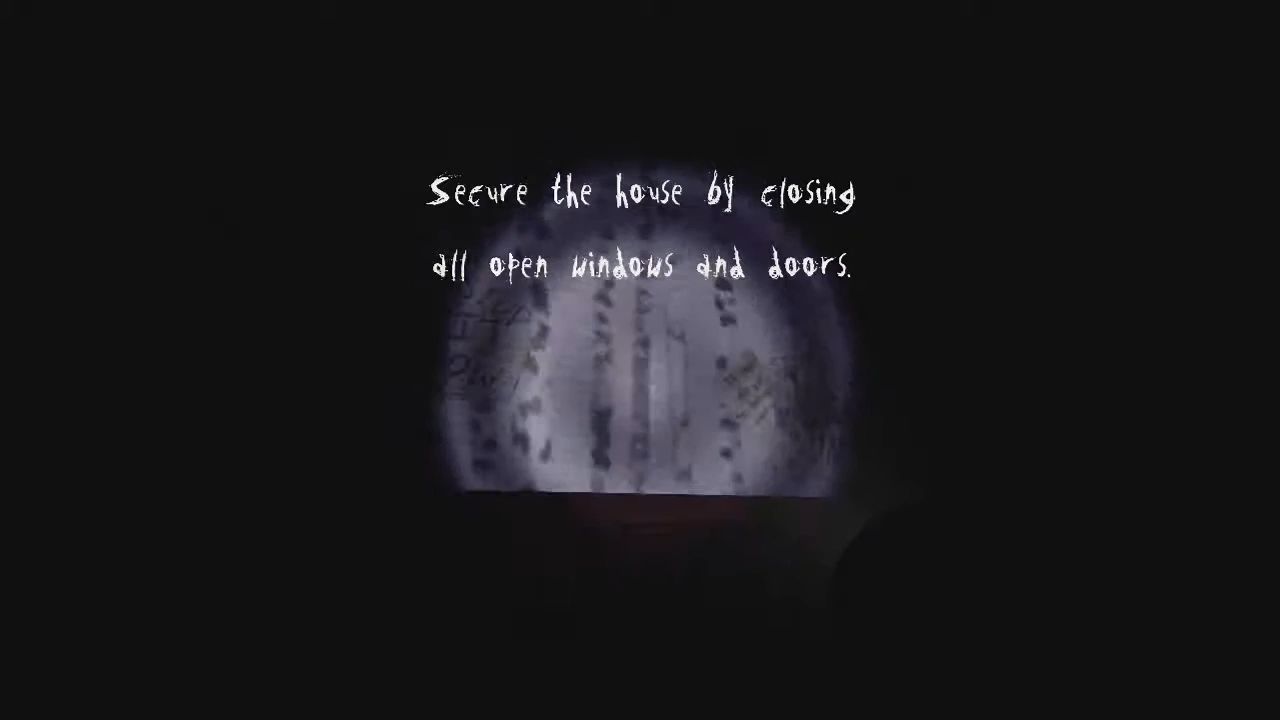 Secure the house by closing
all open windows and doors.